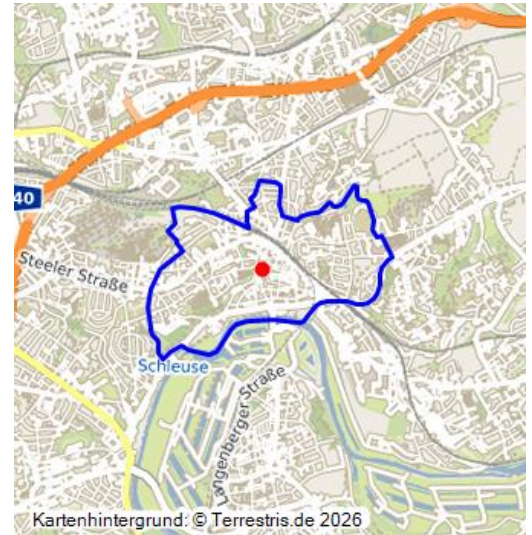 40
Steeler Straße
Schleuse
Langenberger Straße
Kartenhintergrund: © Terrestris.de 2026